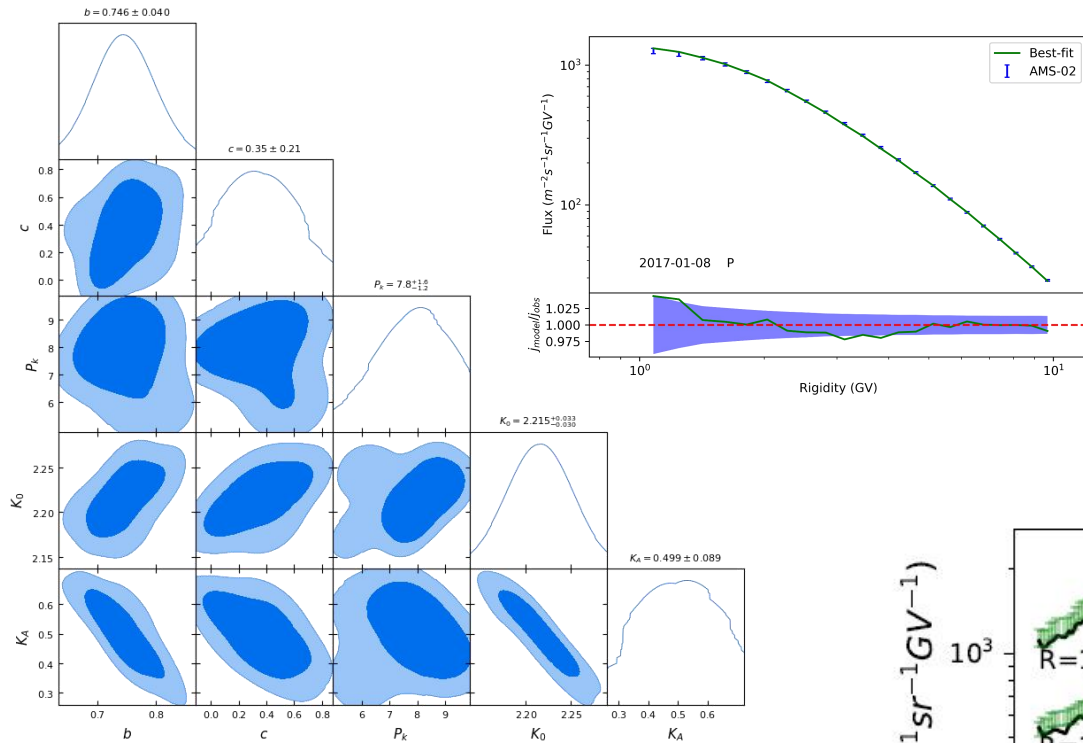 b = 0.746 ± 0.040
c = 0.35 ± 0.21
P_k = 7.8^{+1.6}_{-1.2}
K_0 = 2.215^{+0.033}_{-0.030}
K_A = 0.499 ± 0.089
c
0.8
0.6
0.4
0.2
0.0
P_k
9
8
7
6
K_0
2.25
2.20
2.15
K_A
0.6
0.5
0.4
0.3
0.7 0.8
0.0 0.2 0.4 0.6 0.8
6 7 8 9
2.20 2.25
0.3 0.4 0.5 0.6
b c P_k K_0 K_A
Best-fit
AMS-02
Flux (m^{-2}s^{-1}sr^{-1}GV^{-1})
10^3
10^2
2017-01-08 P
j_{model}/j_{obs}
1.025
1.000
0.975
10^0 10^1
Rigidity (GV)
sr^{-1}GV^{-1})
10^3